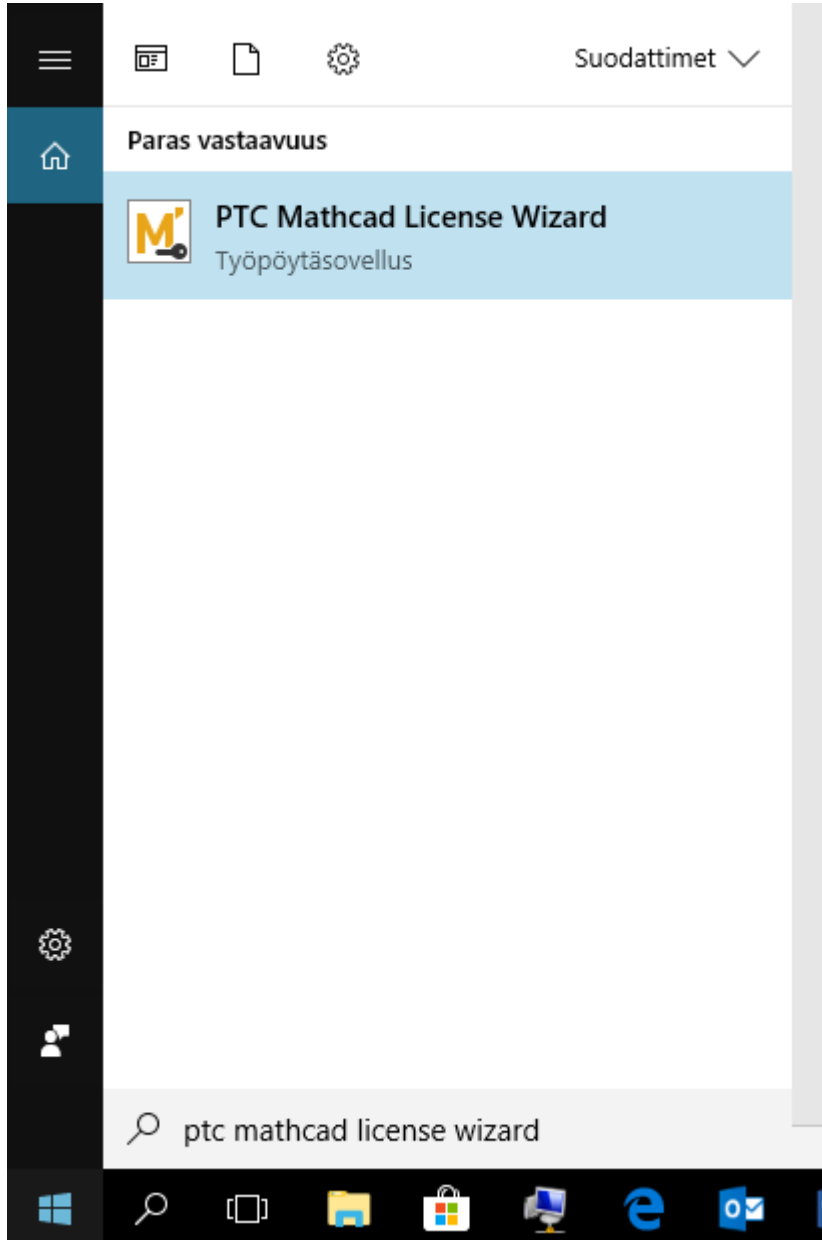 Suodattimet
Paras vastaavuus
PTC Mathcad License Wizard
Työpöytäsovellus
ptc mathcad license wizard